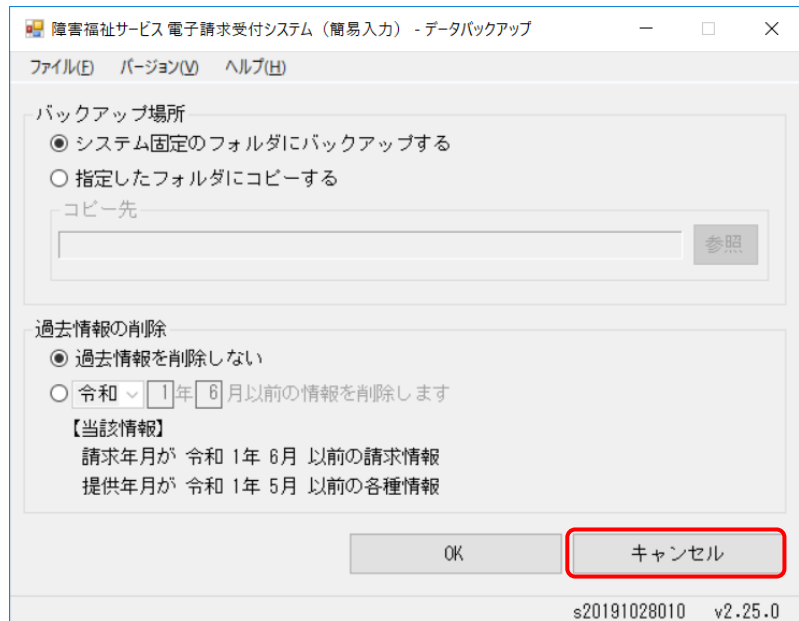 障害福祉サービス 電子請求受付システム（簡易入力） - データバックアップ
ファイル(F) バージョン(V) ヘルプ(H)
バックアップ場所
システム固定のフォルダにバックアップする
指定したフォルダにコピーする
コピー先
参照
過去情報の削除
過去情報を削除しない
令和 1年 6月以前の情報を削除します
【当該情報】
請求年月が 令和 1年 6月 以前の請求情報
提供年月が 令和 1年 5月 以前の各種情報
OK キャンセル
s20191028010 v2.25.0